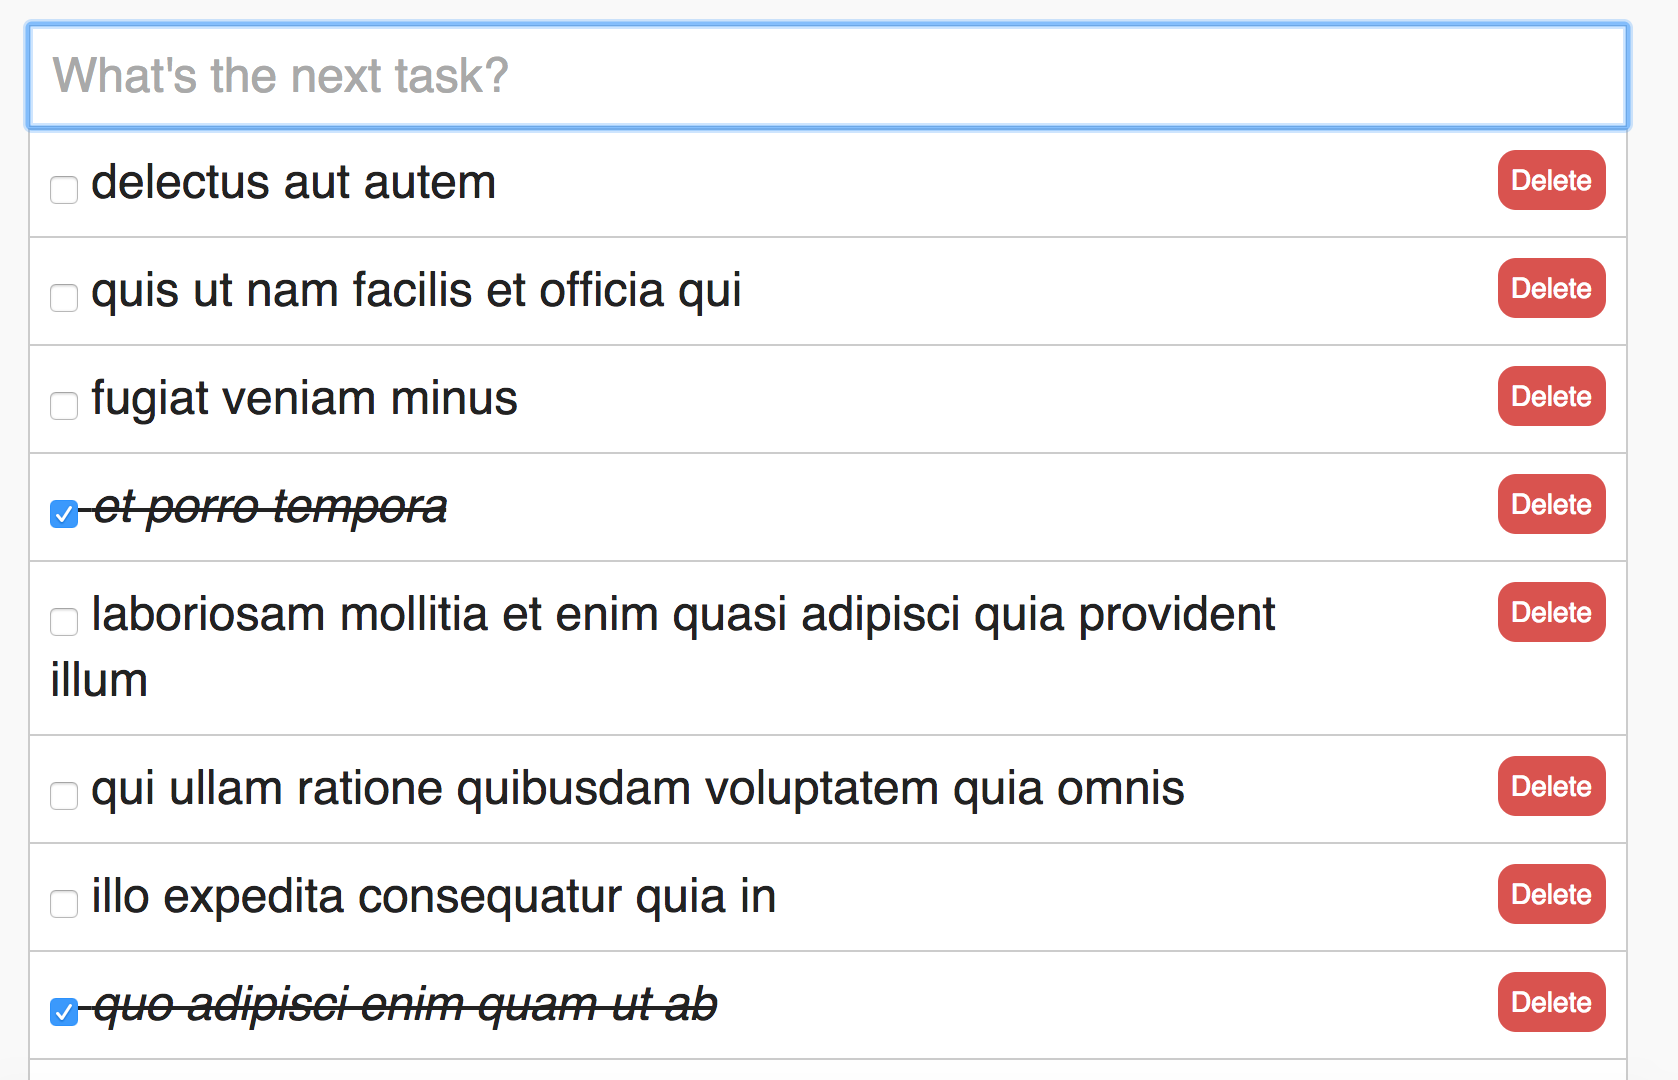 What's the next task?
delectus aut autem Delete
quis ut nam facilis et officia qui Delete
fugiat veniam minus Delete
et porro tempora Delete
laboriosam mollitia et enim quasi adipisci quia provident Delete
illum
qui ullam ratione quibusdam voluptatem quia omnis Delete
illo expedita consequatur quia in Delete
quo adipisci enim quam ut ab Delete